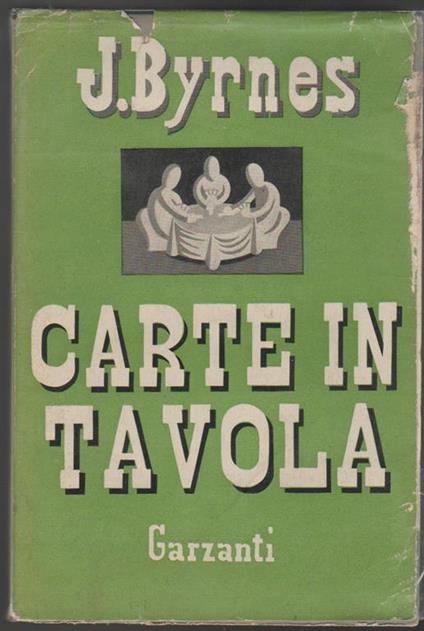 J.Byrnes
CARTE IN
TAVOLA
Garzanti